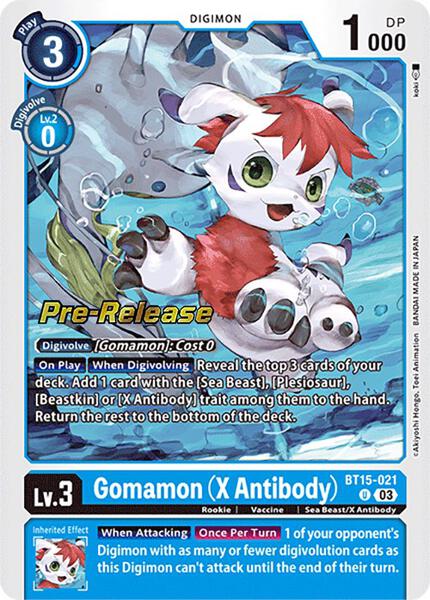 DIGIMON
Play
3
1000
DP
Digivolve
Lv.2
0
koki
Pre-Release
Digivolve [Gomamon]: Cost 0
On Play When Digivolving Reveal the top 3 cards of your
deck. Add 1 card with the [Sea Beast], [Plesiosaur],
[Beastkin] or [X Antibody] trait among them to the hand.
Return the rest to the bottom of the deck.
©Akiyoshi Hongo, Toei Animation BANDAI MADE IN JAPAN
Lv.3
Gomamon (X Antibody)
BT15-021
U 03
Rookie | Vaccine | Sea Beast/X Antibody
Inherited Effect
When Attacking Once Per Turn 1 of your opponent's
Digimon with as many or fewer digivolution cards as
this Digimon can't attack until the end of their turn.